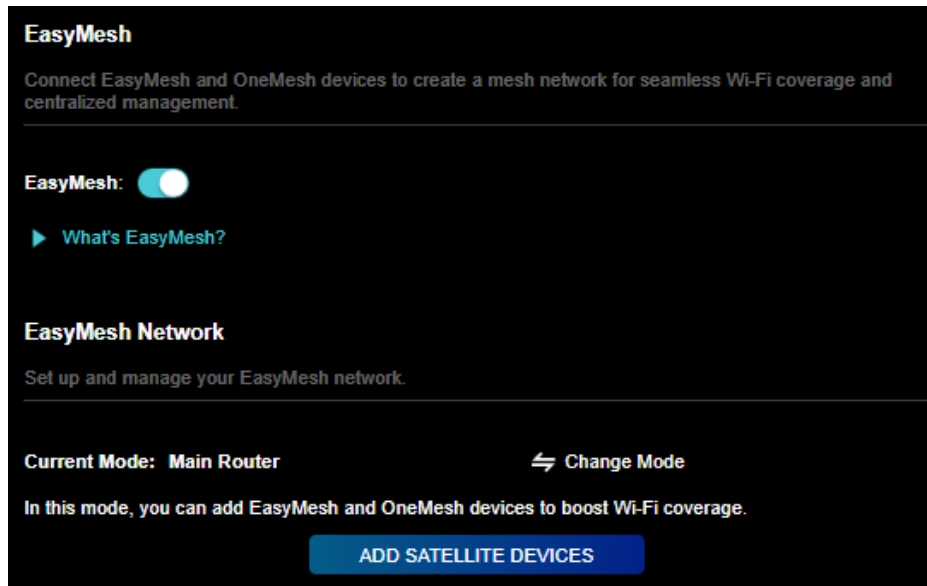 EasyMesh
Connect EasyMesh and OneMesh devices to create a mesh network for seamless Wi-Fi coverage and
centralized management.
EasyMesh:
What's EasyMesh?
EasyMesh Network
Set up and manage your EasyMesh network.
Current Mode: Main Router Change Mode
In this mode, you can add EasyMesh and OneMesh devices to boost Wi-Fi coverage.
ADD SATELLITE DEVICES